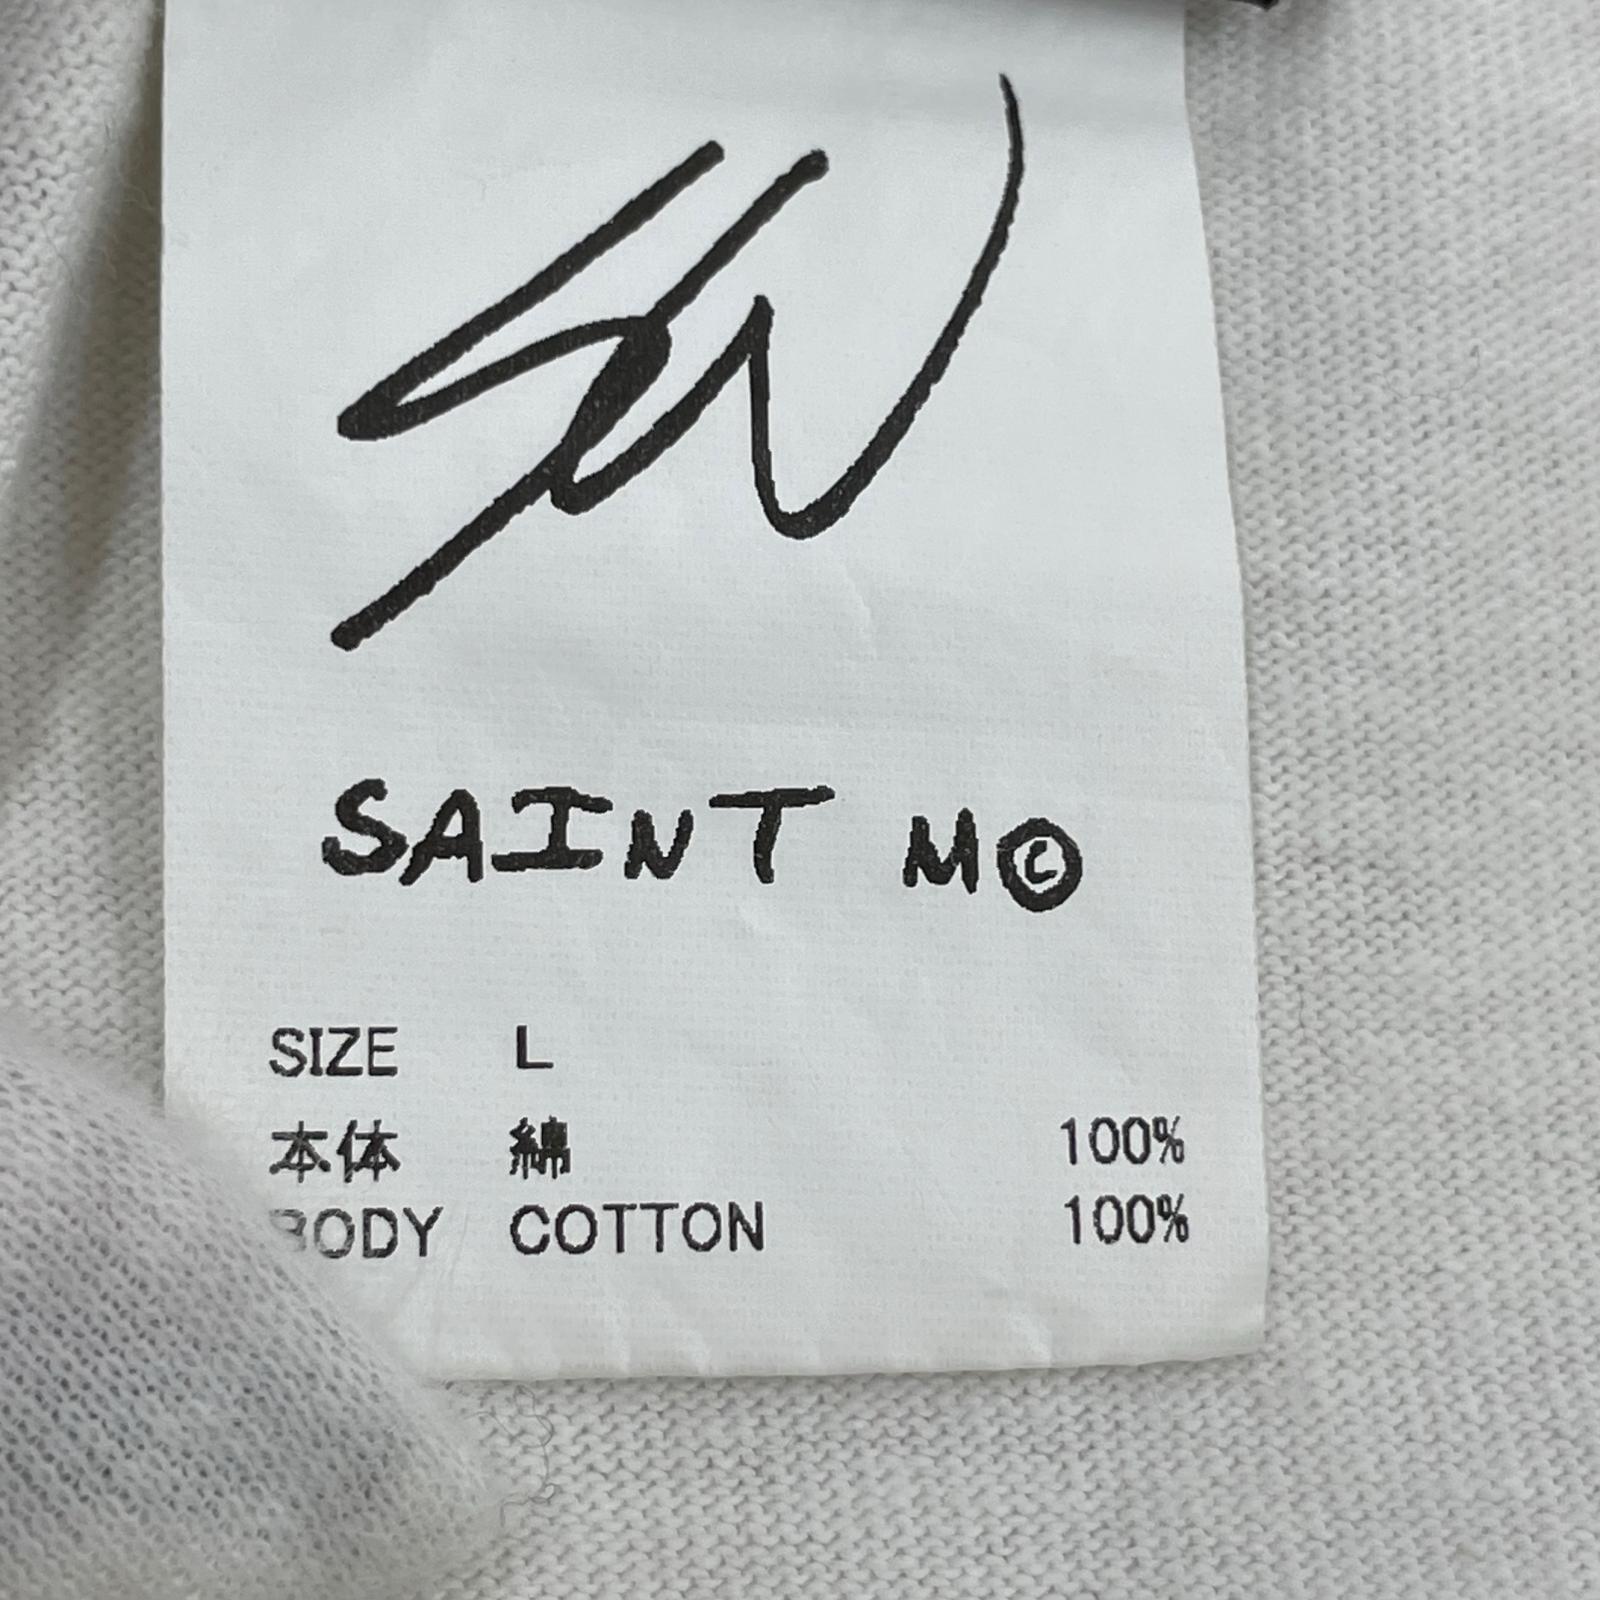 SAINT M©
SIZE L
本体 綿 100%
BODY COTTON 100%